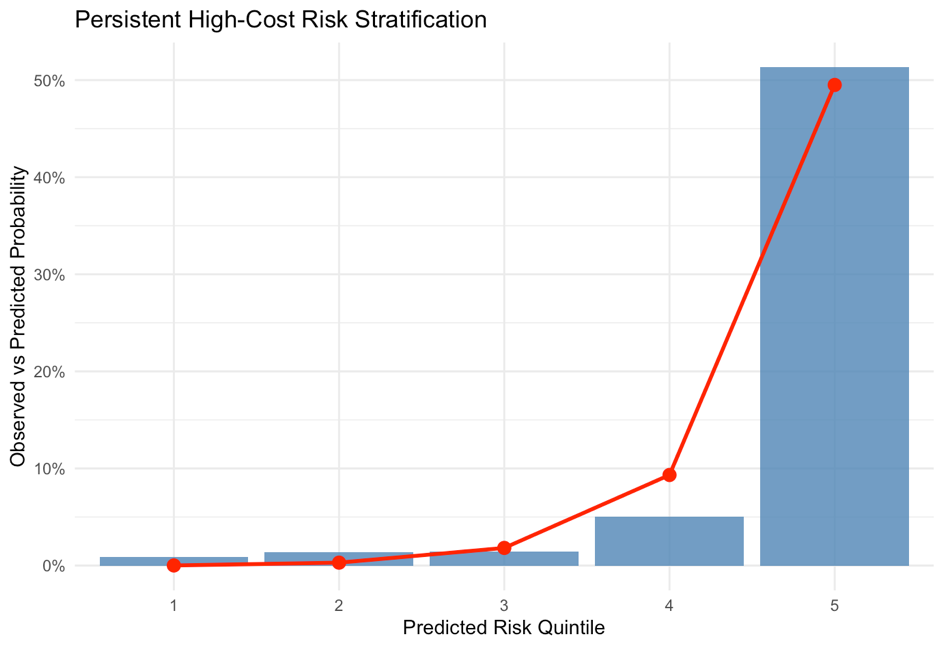 Persistent High-Cost Risk Stratification
Observed vs Predicted Probability
50%
40%
30%
20%
10%
0%
1 2 3 4 5
Predicted Risk Quintile